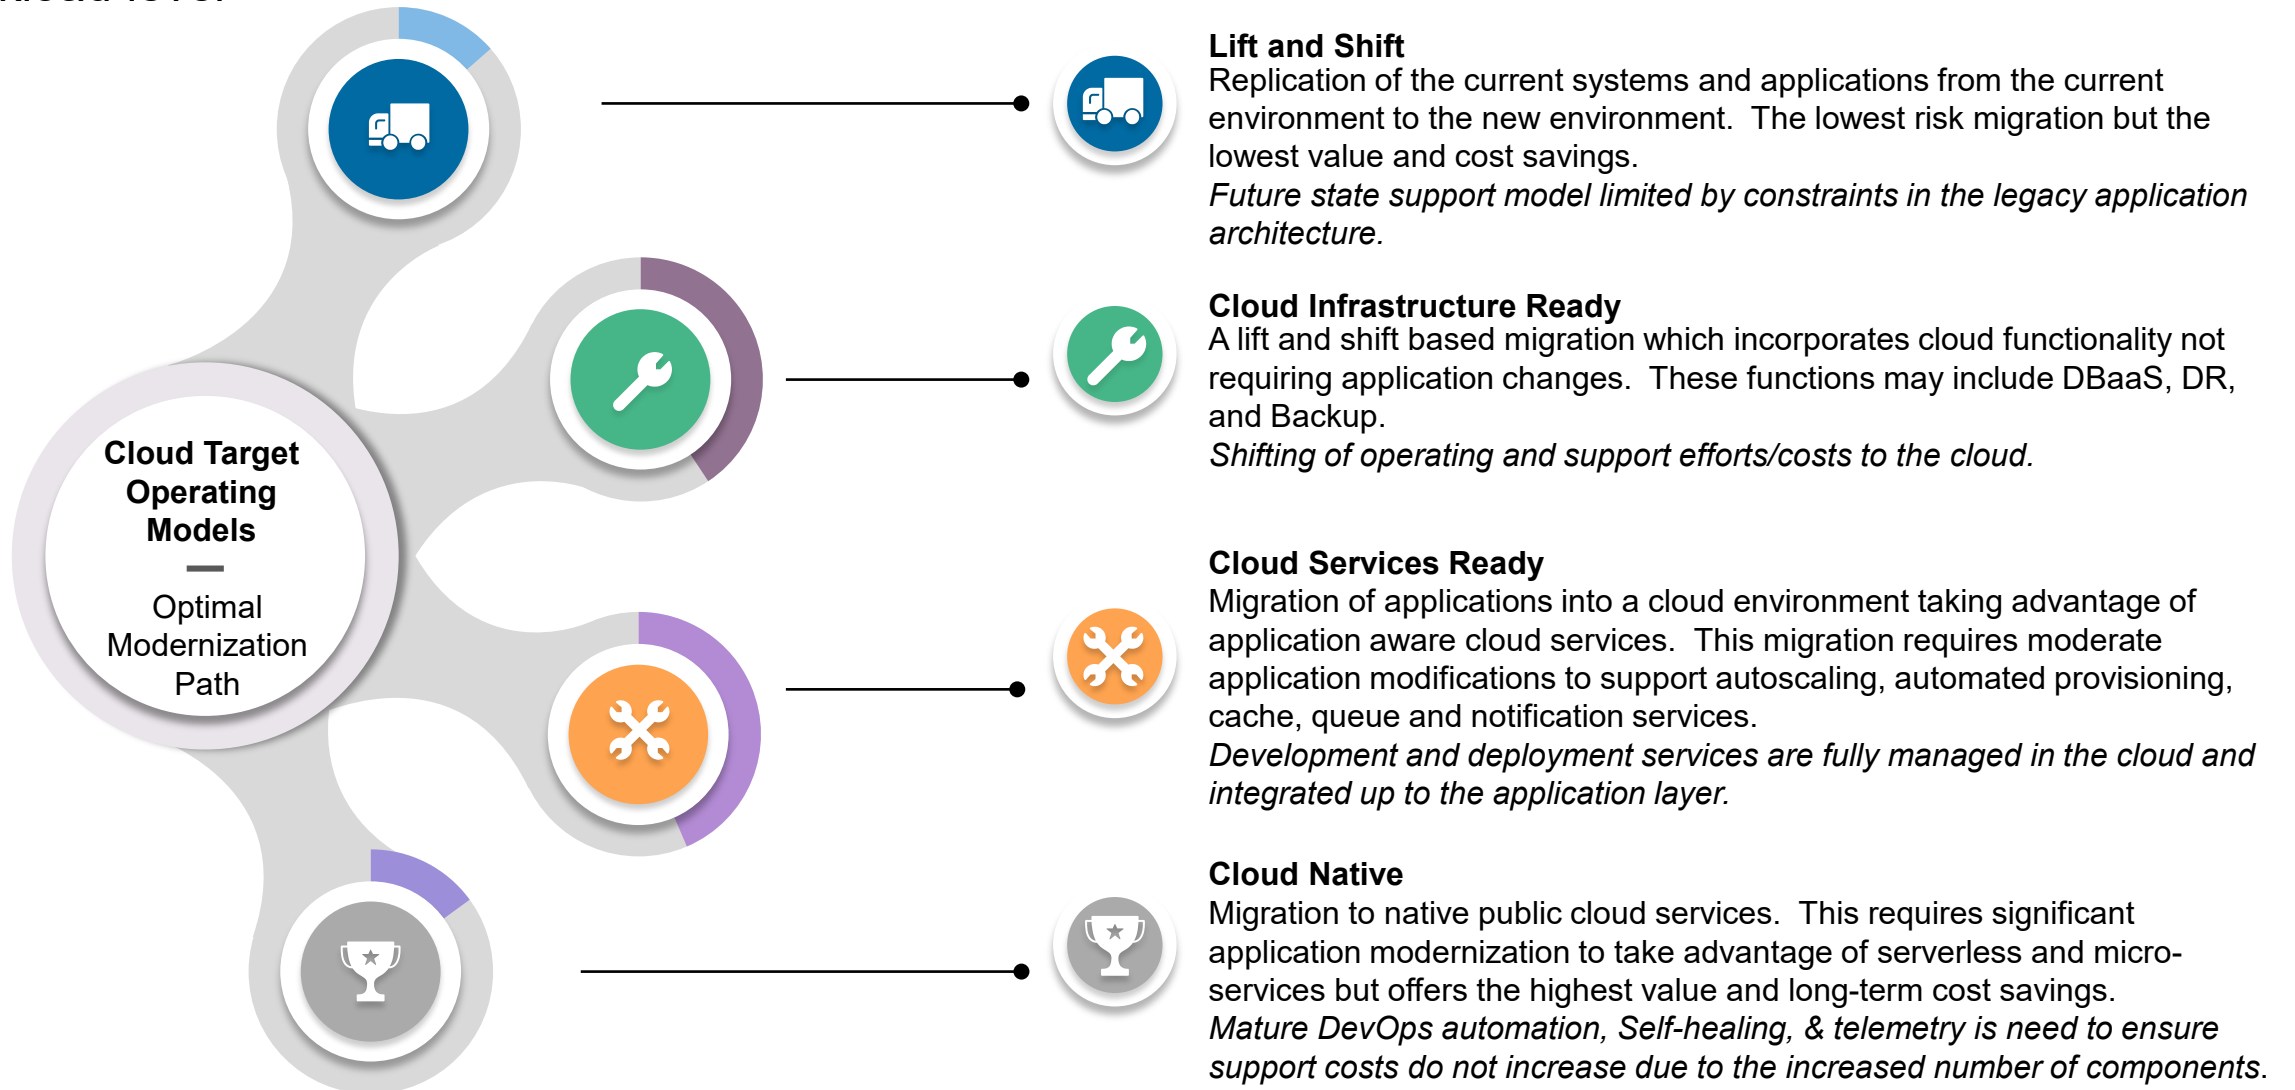 Lift and Shift
Replication of the current systems and applications from the current
environment to the new environment.  The lowest risk migration but the
lowest value and cost savings.
Future state support model limited by constraints in the legacy application
architecture.
Cloud Infrastructure Ready
A lift and shift based migration which incorporates cloud functionality not
requiring application changes.  These functions may include DBaaS, DR,
and Backup.
Shifting of operating and support efforts/costs to the cloud.
Cloud Target
Operating
Models
Optimal
Modernization
Path
Cloud Services Ready
Migration of applications into a cloud environment taking advantage of
application aware cloud services.  This migration requires moderate
application modifications to support autoscaling, automated provisioning,
cache, queue and notification services.
Development and deployment services are fully managed in the cloud and
integrated up to the application layer.
Cloud Native
Migration to native public cloud services.  This requires significant
application modernization to take advantage of serverless and micro-
services but offers the highest value and long-term cost savings.
Mature DevOps automation, Self-healing, & telemetry is need to ensure
support costs do not increase due to the increased number of components.